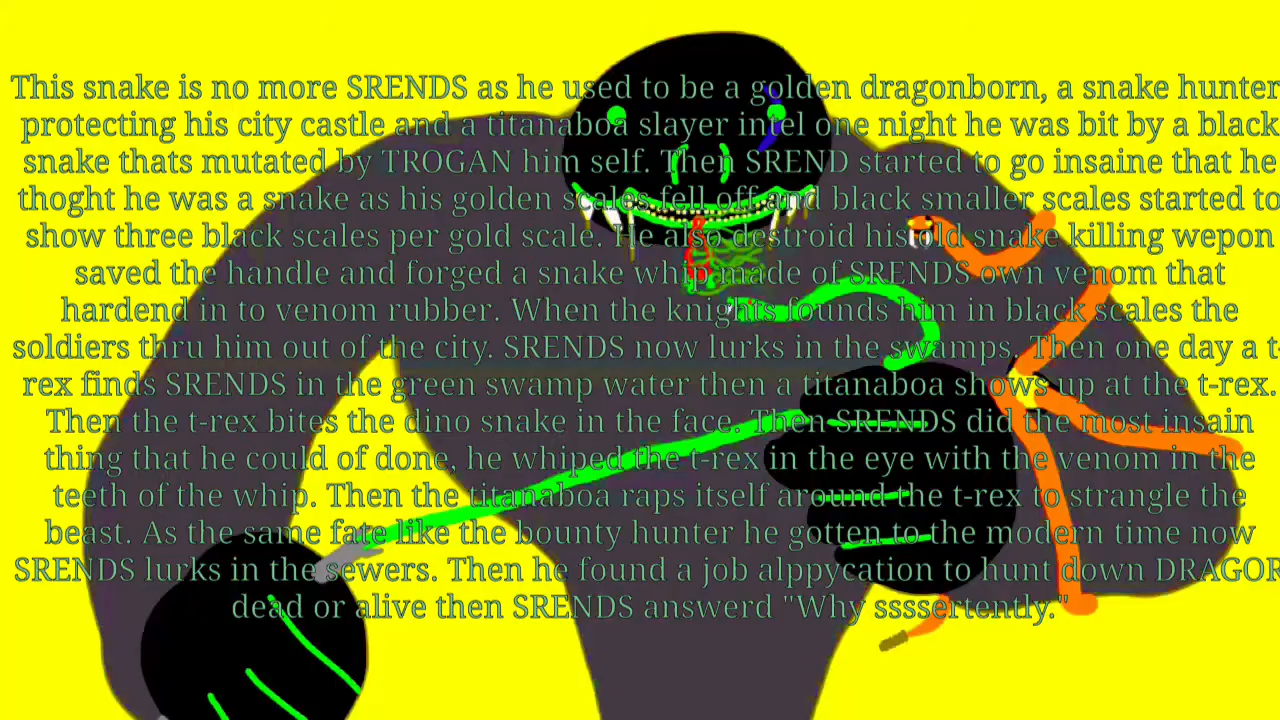 This snake is no more SRENDS as he used to be a golden dragonborn, a snake hunter
protecting his city castle and a titanaboa slayer intel one night he was bit by a black
snake thats mutated by TROGAN him self. Then SREND started to go insaine that he
thoght he was a snake as his golden scales fell off and black smaller scales started to
show three black scales per gold scale. He also destroid his old snake killing wepon
saved the handle and forged a snake whip made of SRENDS own venom that
hardend in to venom rubber. When the knights founds him in black scales the
soldiers thru him out of the city. SRENDS now lurks in the swamps. Then one day a t-
rex finds SRENDS in the green swamp water then a titanaboa shows up at the t-rex.
Then the t-rex bites the dino snake in the face. Then SRENDS did the most insain
thing that he could of done, he whiped the t-rex in the eye with the venom in the
teeth of the whip. Then the titanaboa raps itself around the t-rex to strangle the
beast. As the same fate like the bounty hunter he gotten to the modern time now
SRENDS lurks in the sewers. Then he found a job alppycation to hunt down DRAGOR
dead or alive then SRENDS answerd "Why ssssertently."